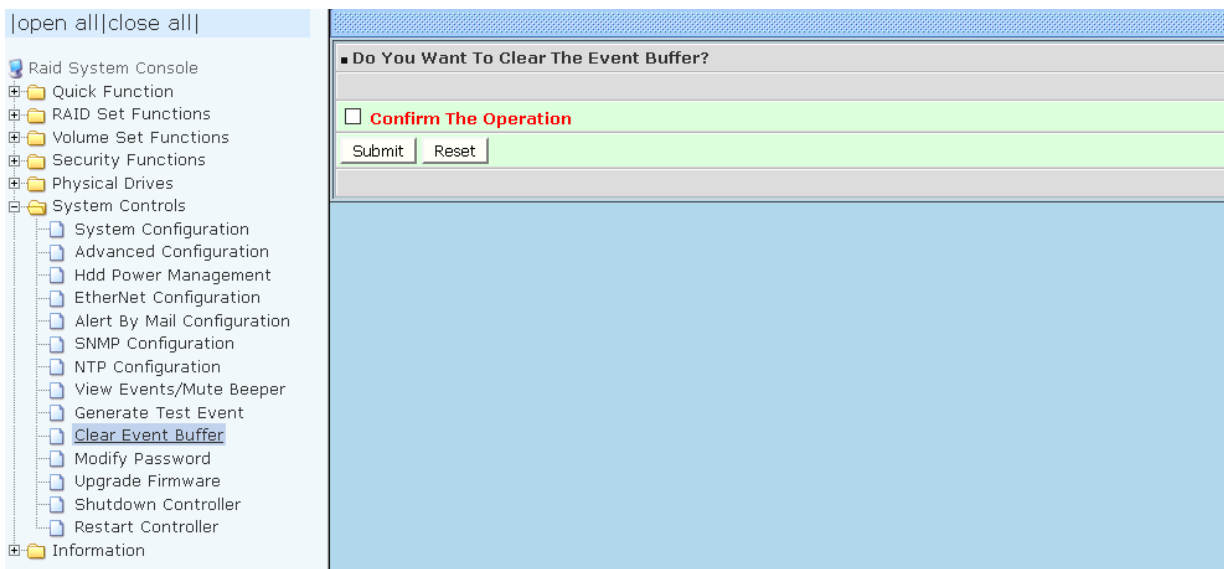 |open all|close all|
Raid System Console
Quick Function
RAID Set Functions
Volume Set Functions
Security Functions
Physical Drives
System Controls
System Configuration
Advanced Configuration
Hdd Power Management
EtherNet Configuration
Alert By Mail Configuration
SNMP Configuration
NTP Configuration
View Events/Mute Beeper
Generate Test Event
Clear Event Buffer
Modify Password
Upgrade Firmware
Shutdown Controller
Restart Controller
Information
Do You Want To Clear The Event Buffer?
Confirm The Operation
Submit Reset